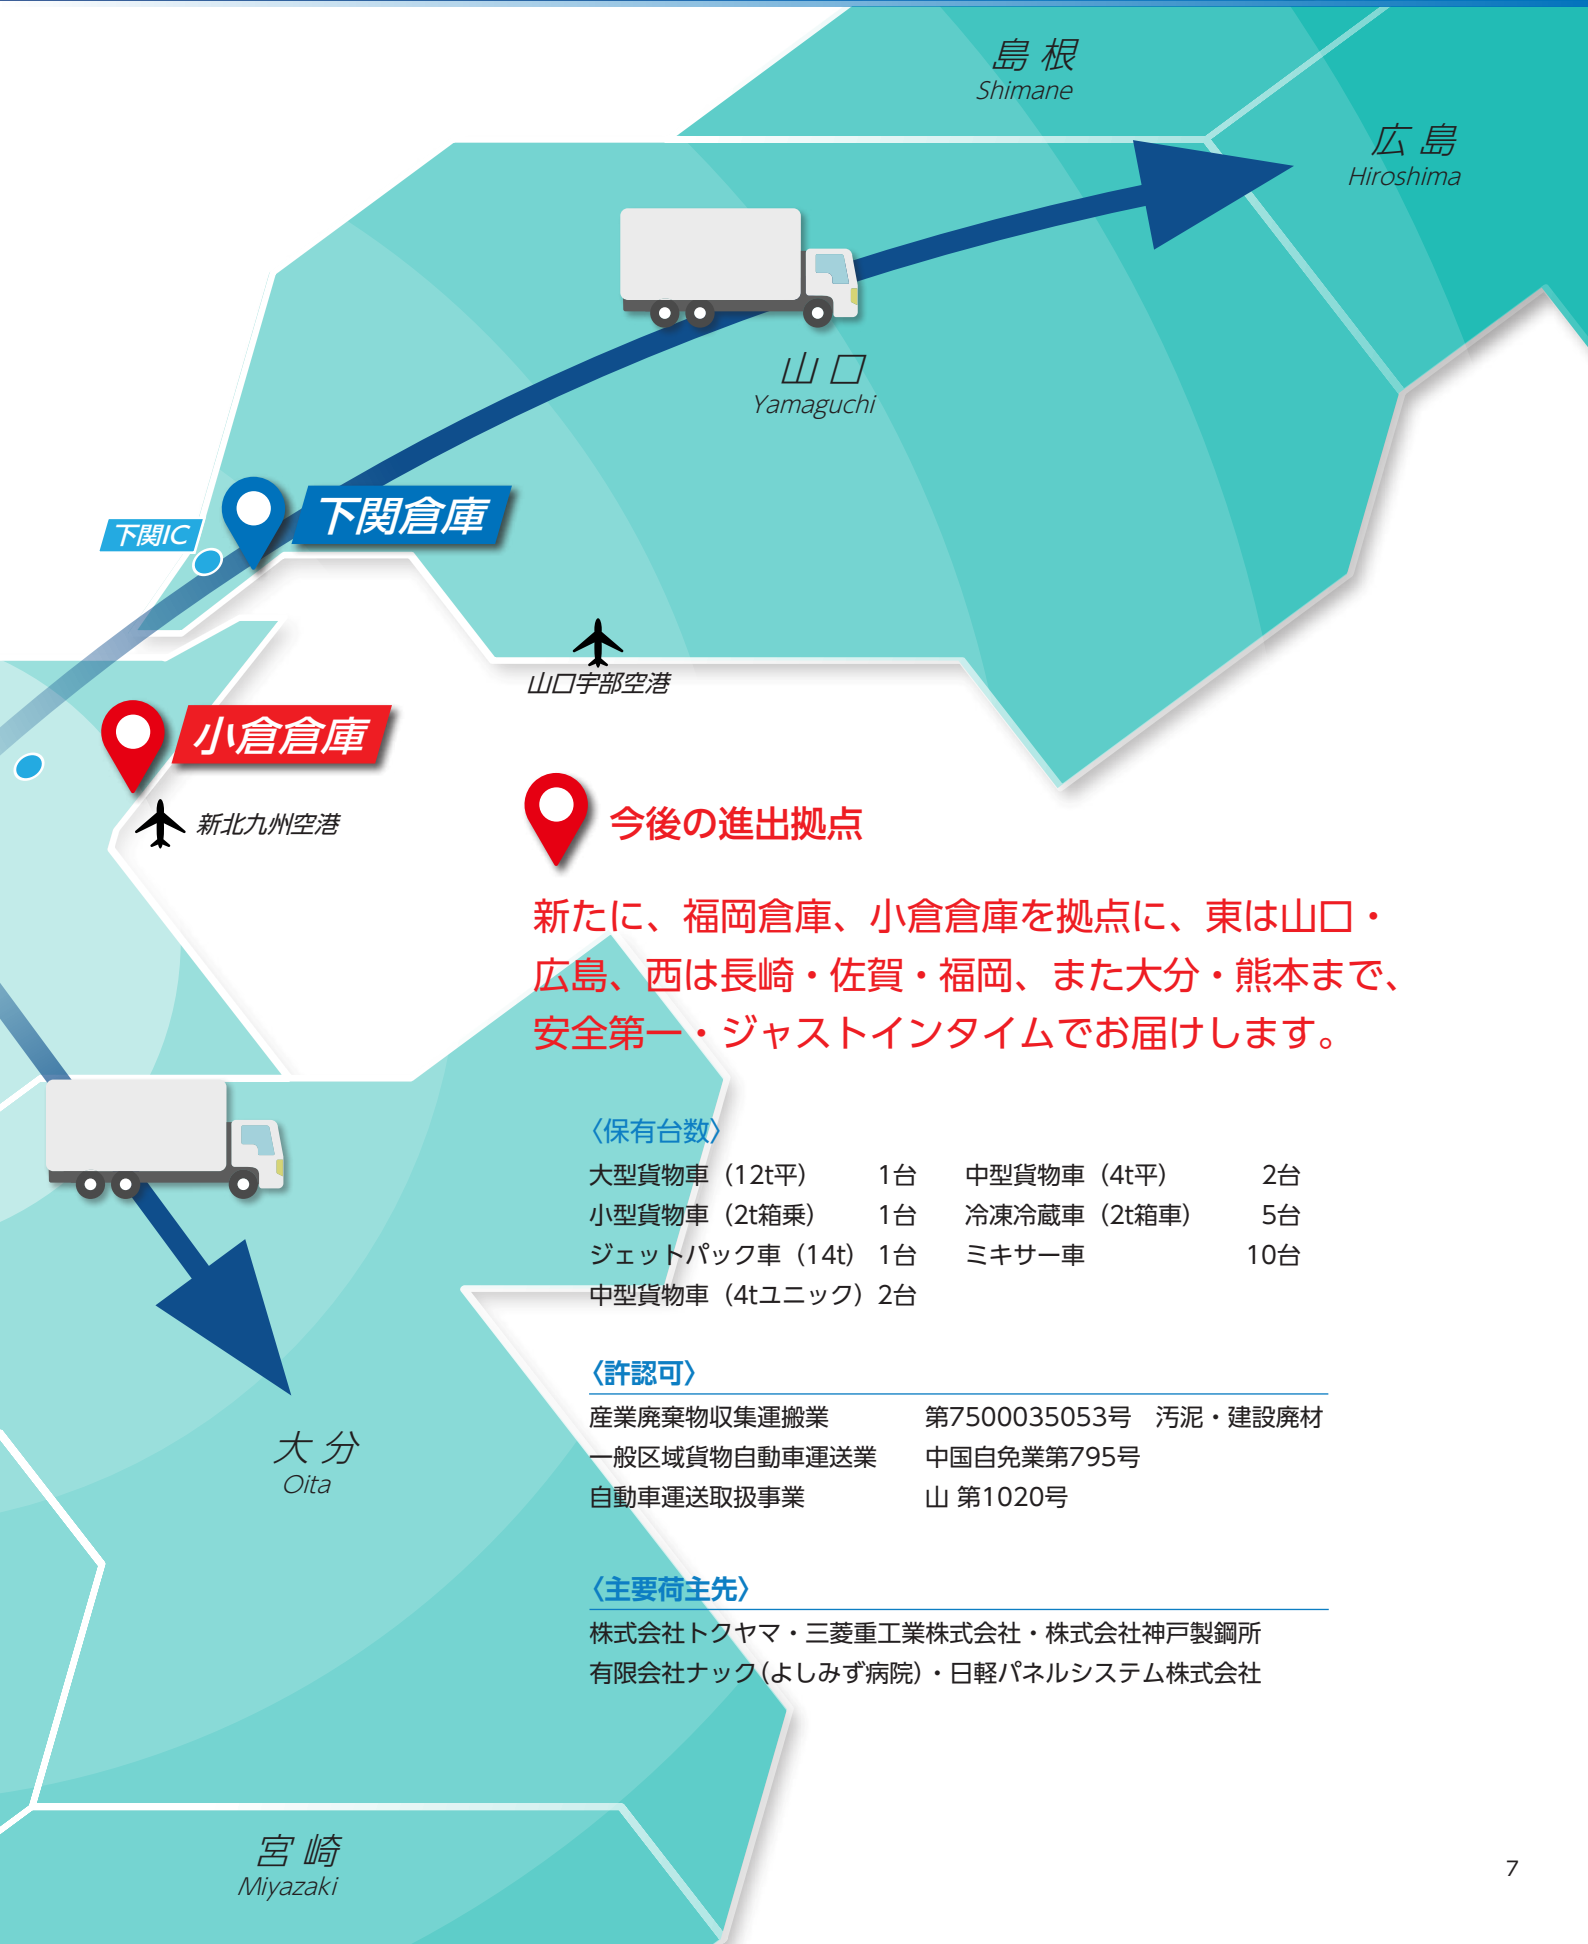 島根
Shimane
広島
Hiroshima
山口
Yamaguchi
下関IC
下関倉庫
山口宇部空港
小倉倉庫
新北九州空港
今後の進出拠点
新たに、福岡倉庫、小倉倉庫を拠点に、東は山口・
広島、西は長崎・佐賀・福岡、また大分・熊本まで、
安全第一・ジャストインタイムでお届けします。
〈保有台数〉
大型貨物車（12t平） 1台 中型貨物車（4t平） 2台
小型貨物車（2t箱乗） 1台 冷凍冷蔵車（2t箱車） 5台
ジェットパック車（14t） 1台 ミキサー車 10台
中型貨物車（4tユニック）2台
〈許認可〉
産業廃棄物収集運搬業 第7500035053号 汚泥・建設廃材
一般区域貨物自動車運送業 中国自免業第795号
自動車運送取扱事業 山 第1020号
〈主要荷主先〉
株式会社トクヤマ・三菱重工業株式会社・株式会社神戸製鋼所
有限会社ナック（よしみず病院）・日軽パネルシステム株式会社
大分
Oita
宮崎
Miyazaki
7